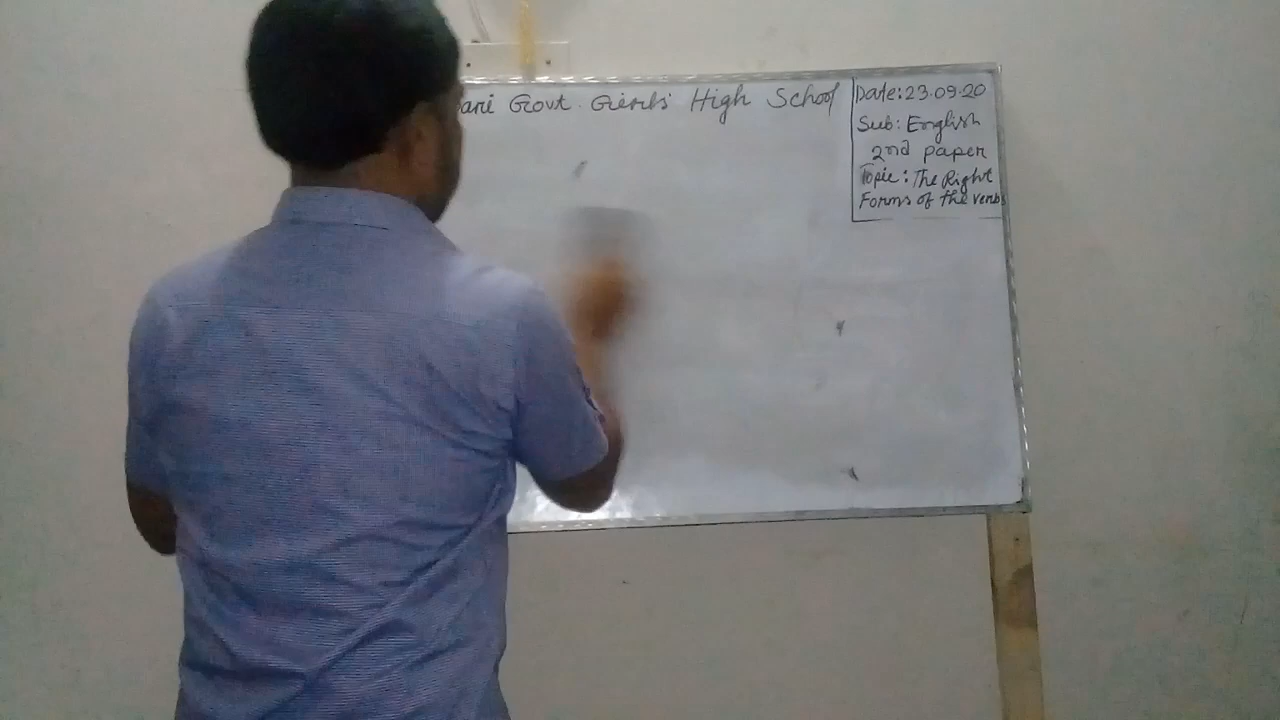 Govt. Girls' High School
Date: 23.09.20
Sub: English
2nd paper
Topic: The Right
Forms of the verbs